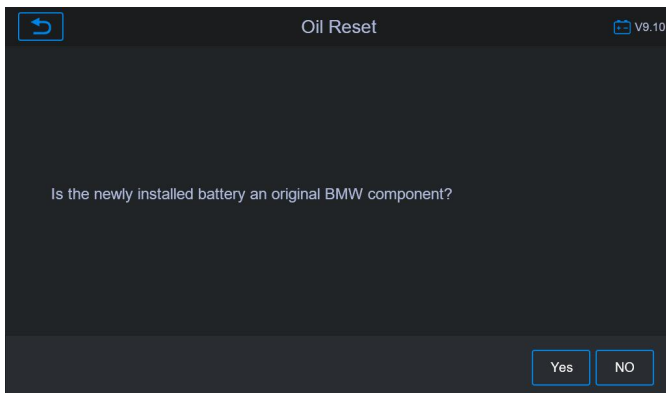 Oil Reset
V9.10
Is the newly installed battery an original BMW component?
Yes
NO